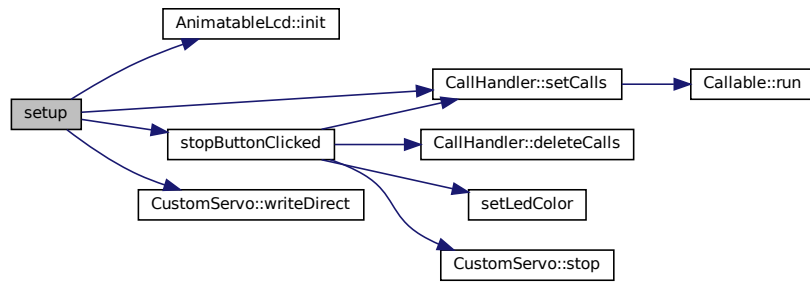 AnimatableLcd::init
setup
CallHandler::setCalls
Callable::run
stopButtonClicked
CallHandler::deleteCalls
CustomServo::writeDirect
setLedColor
CustomServo::stop